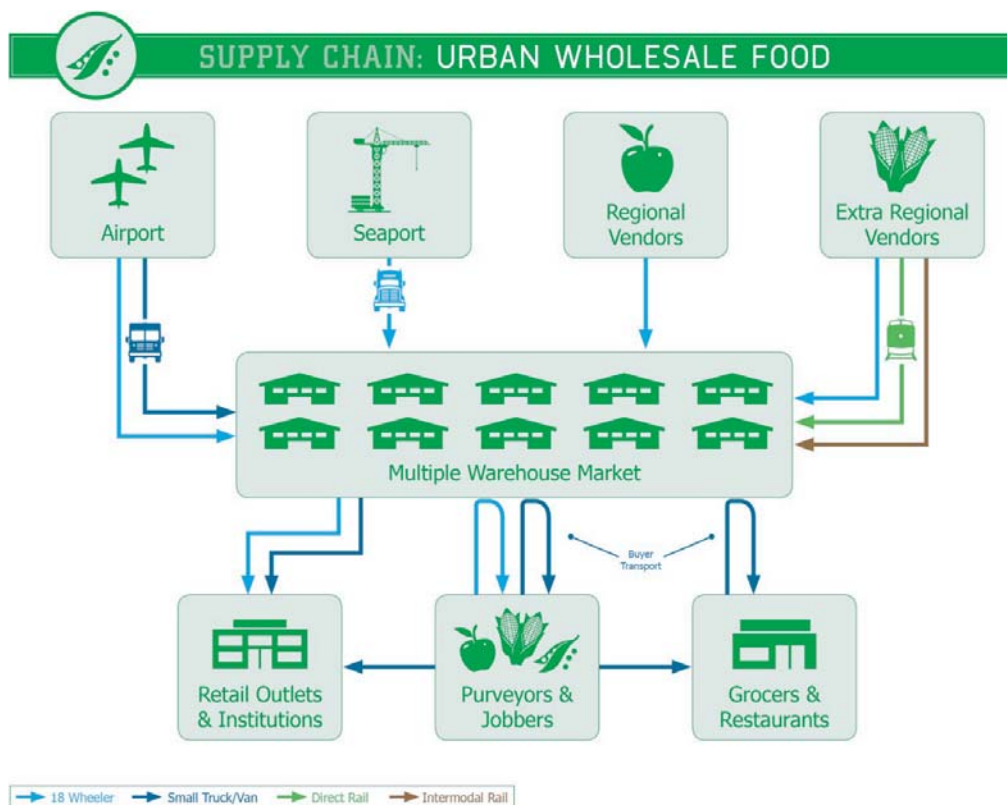 SUPPLY CHAIN: URBAN WHOLESALE FOOD
Airport
Seaport
Regional
Vendors
Extra Regional
Vendors
Multiple Warehouse Market
Buyer
Transport
Retail Outlets
& Institutions
Purveyors &
Jobbers
Grocers &
Restaurants
18 Wheeler
Small Truck/Van
Direct Rail
Intermodal Rail